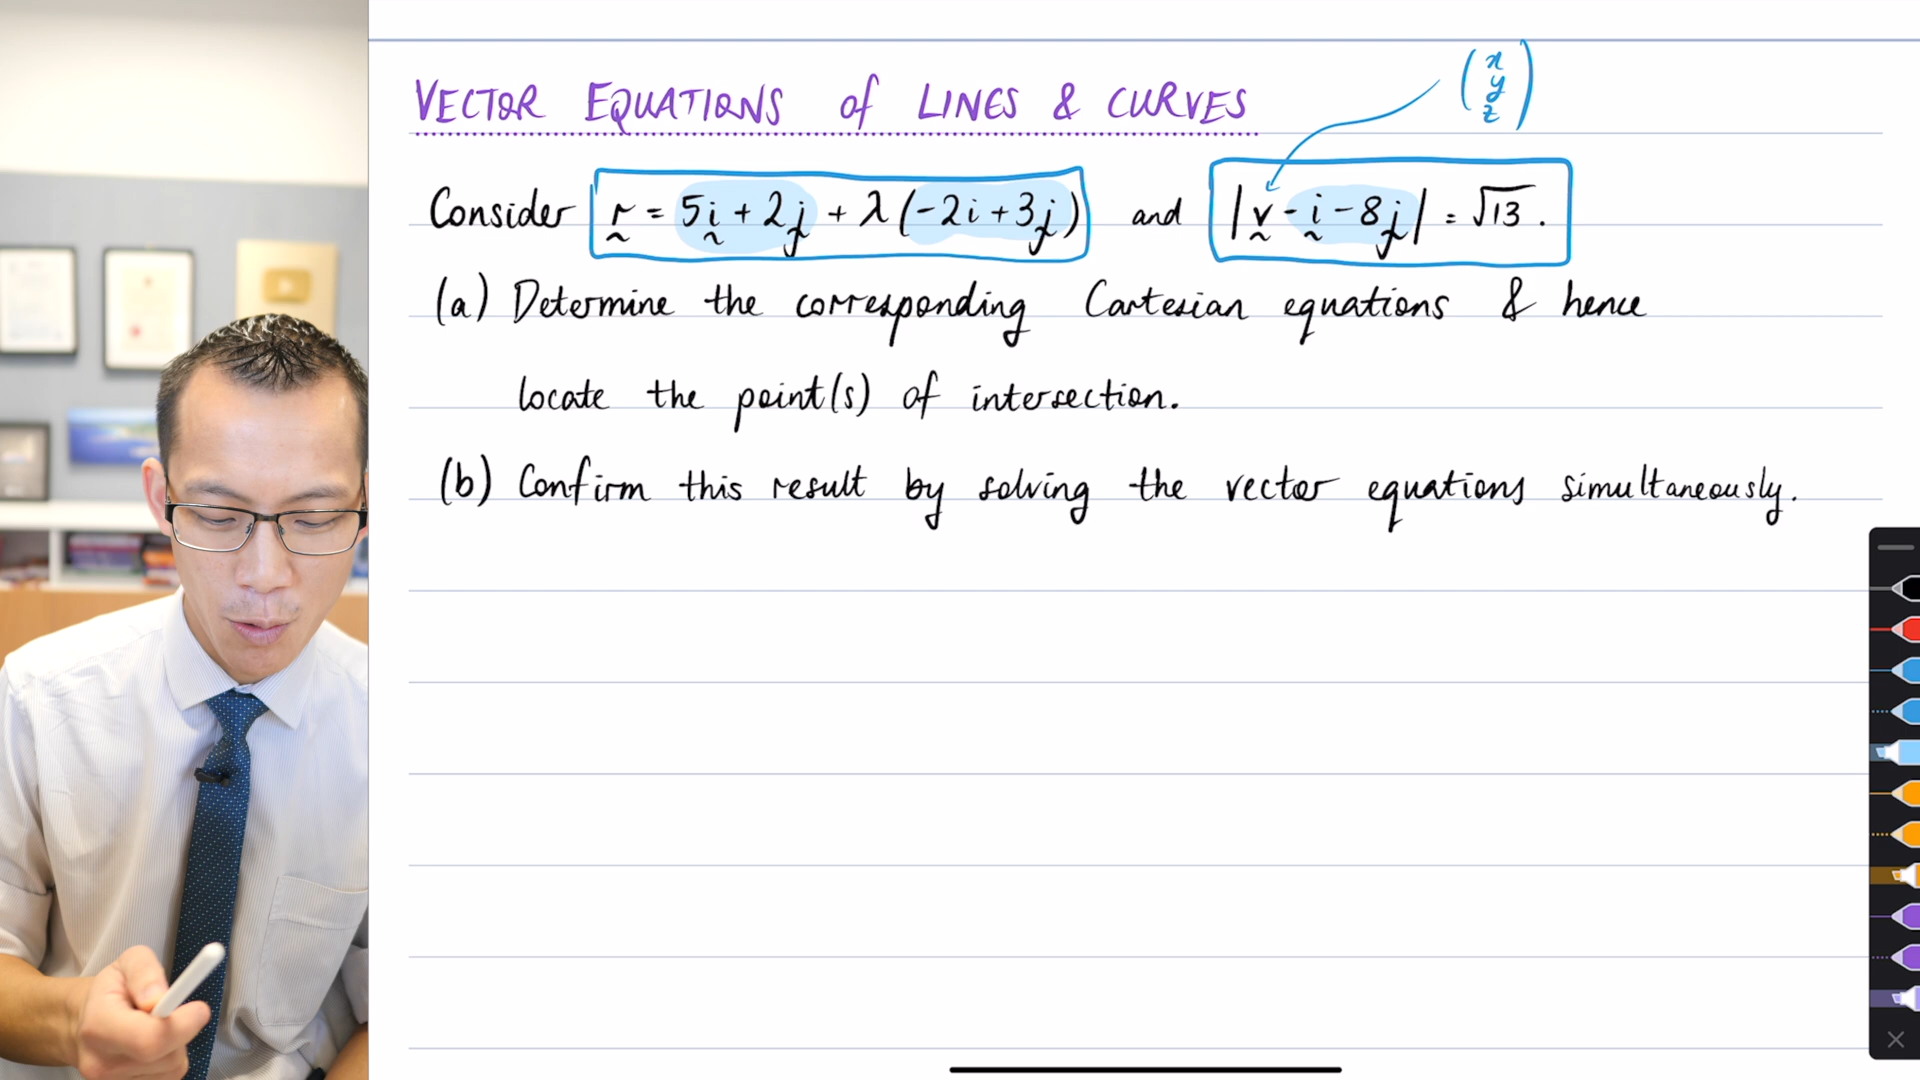 VECTOR EQUATIONS of LINES & CURVES
(x y z)
Consider r = 5i + 2j + λ(-2i + 3j) and |v - i - 8j| = √13.
(a) Determine the corresponding Cartesian equations & hence
locate the point(s) of intersection.
(b) Confirm this result by solving the vector equations simultaneously.